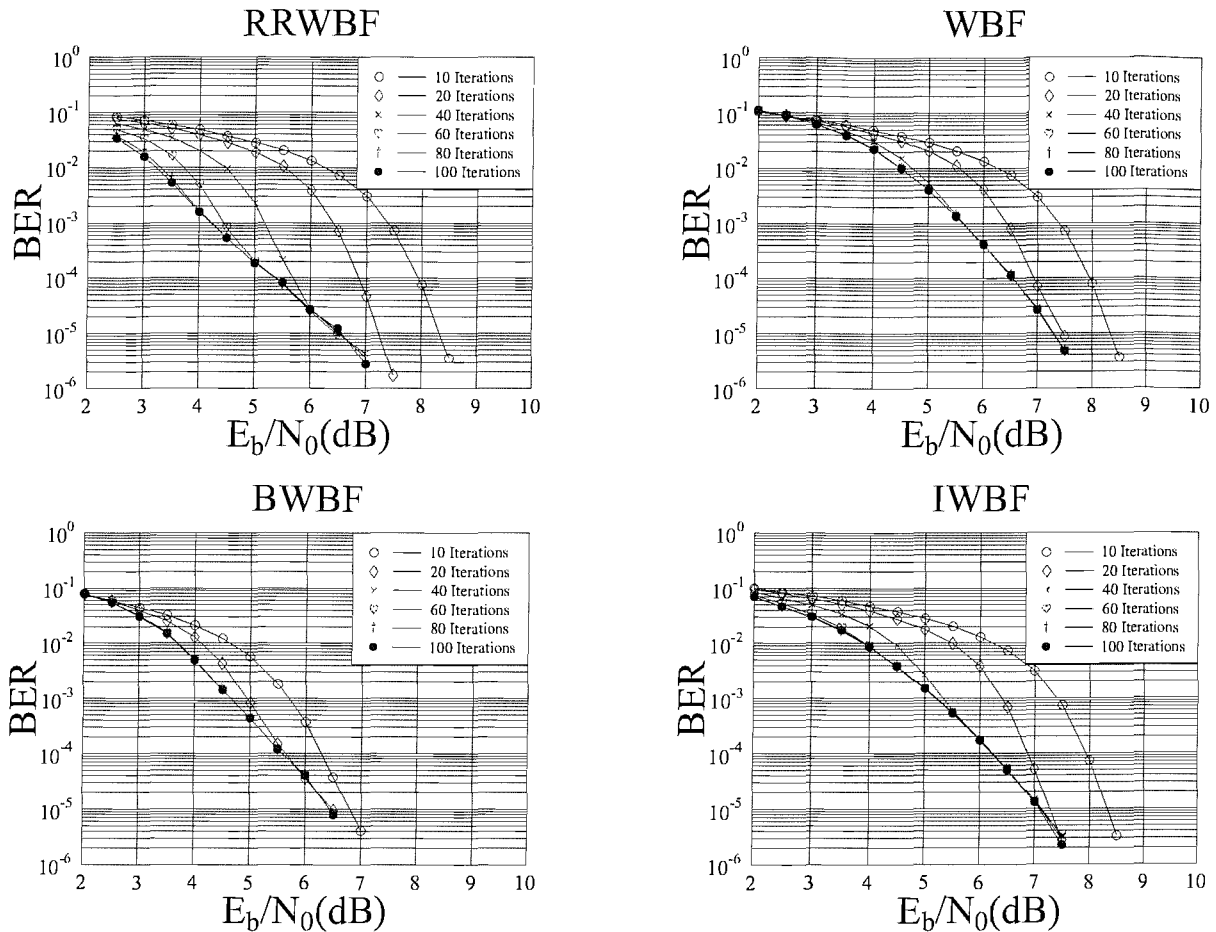 RRWBF
BER
10^0
10^-1
10^-2
10^-3
10^-4
10^-5
10^-6
10 Iterations
20 Iterations
40 Iterations
60 Iterations
80 Iterations
100 Iterations
2 3 4 5 6 7 8 9 10
E_b/N_0(dB)
WBF
BER
10^0
10^-1
10^-2
10^-3
10^-4
10^-5
10^-6
10 Iterations
20 Iterations
40 Iterations
60 Iterations
80 Iterations
100 Iterations
2 3 4 5 6 7 8 9 10
E_b/N_0(dB)
BWBF
BER
10^0
10^-1
10^-2
10^-3
10^-4
10^-5
10^-6
10 Iterations
20 Iterations
40 Iterations
60 Iterations
80 Iterations
100 Iterations
2 3 4 5 6 7 8 9 10
E_b/N_0(dB)
IWBF
BER
10^0
10^-1
10^-2
10^-3
10^-4
10^-5
10^-6
10 Iterations
20 Iterations
40 Iterations
60 Iterations
80 Iterations
100 Iterations
2 3 4 5 6 7 8 9 10
E_b/N_0(dB)